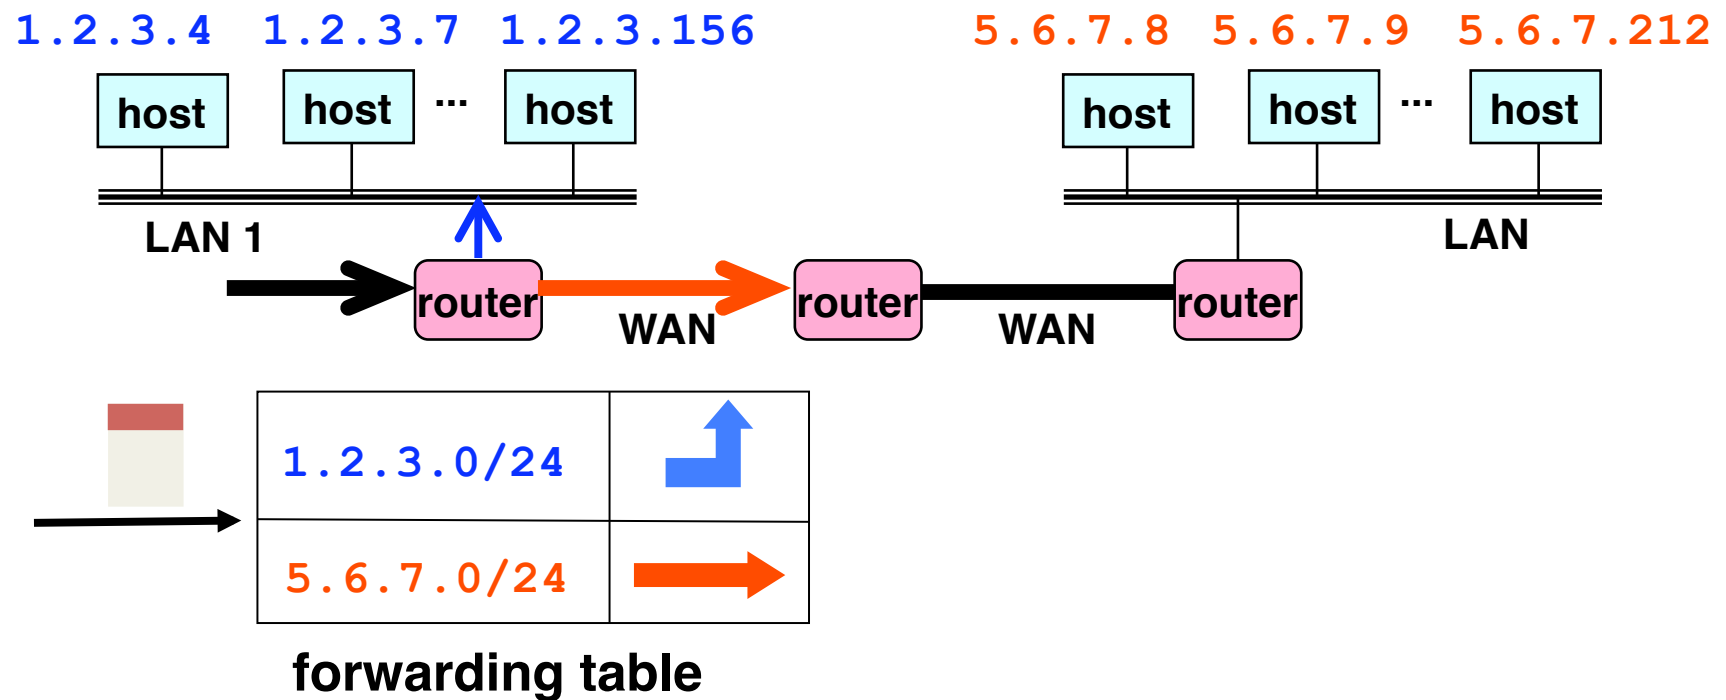 1.2.3.4 1.2.3.7 1.2.3.156 5.6.7.8 5.6.7.9 5.6.7.212
host host ... host host host ... host
LAN 1 LAN
router router router
WAN WAN
1.2.3.0/24
5.6.7.0/24
forwarding table